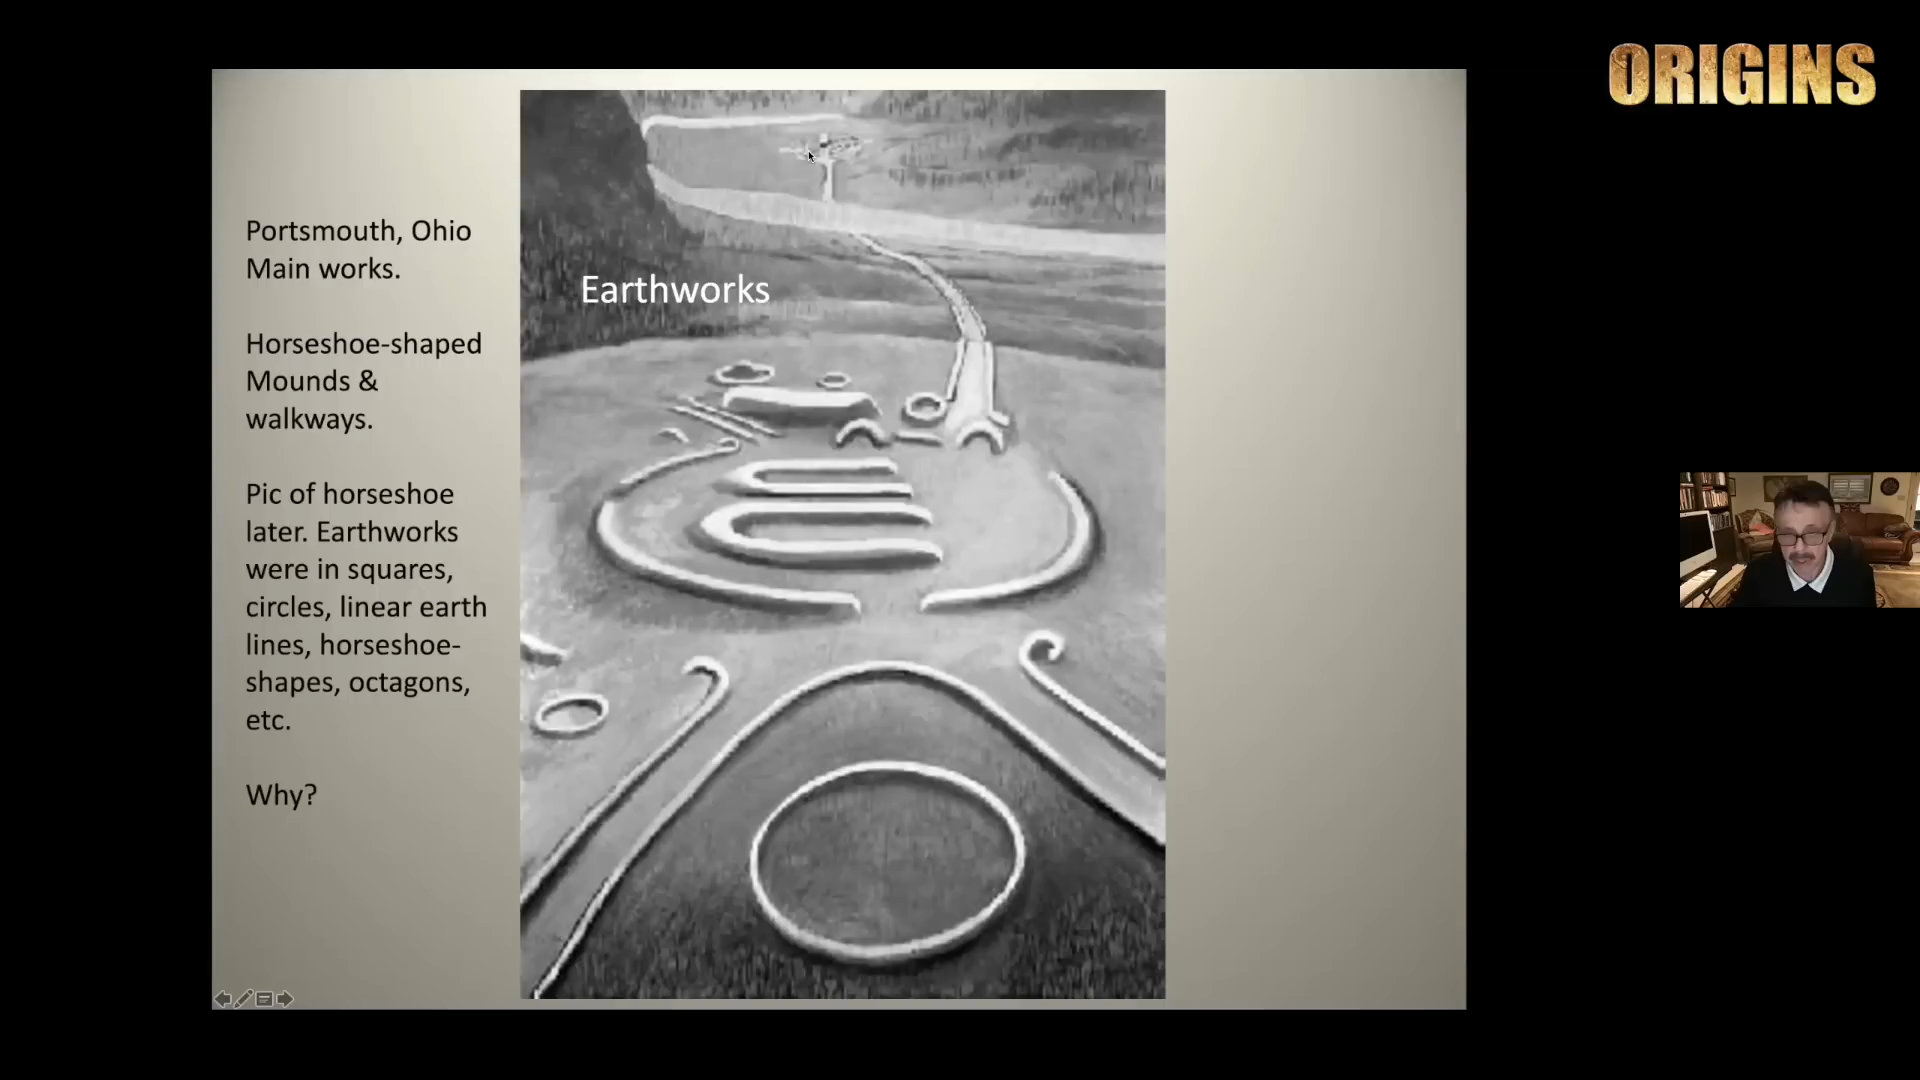 ORIGINS
Portsmouth, Ohio
Main works.
Horseshoe-shaped
Mounds &
walkways.
Pic of horseshoe
later. Earthworks
were in squares,
circles, linear earth
lines, horseshoe-
shapes, octagons,
etc.
Why?
Earthworks